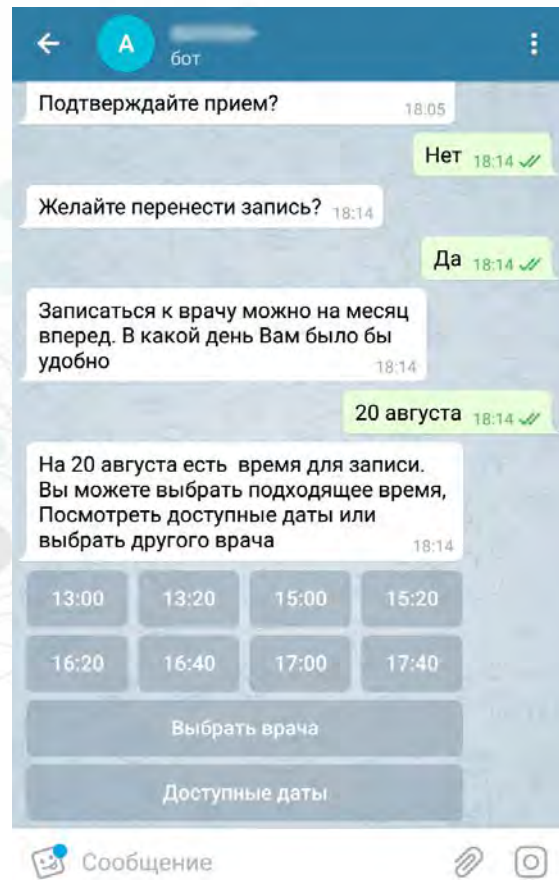 А
бот
Подтверждайте прием?
18:05
Нет 18:14
Желайте перенести запись? 18:14
Да 18:14
Записаться к врачу можно на месяц
вперед. В какой день Вам было бы
удобно
18:14
20 августа 18:14
На 20 август есть время для записи.
Вы можете выбрать подходящее время,
Посмотреть доступные даты или
выбрать другого врача
18:14
13:00 13:20 15:00 15:20
16:20 16:40 17:00 17:40
Выбрать врача
Доступные даты
Сообщение